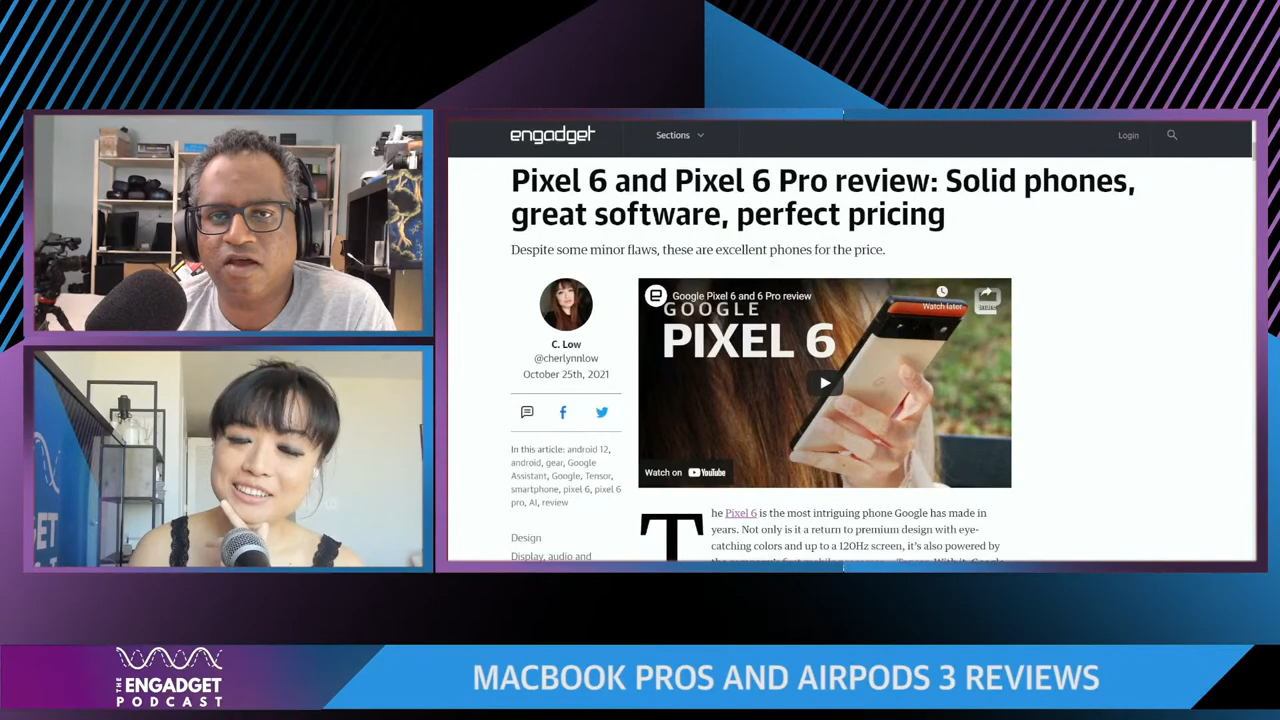 engadget
Sections
Login
Pixel 6 and Pixel 6 Pro review: Solid phones,
great software, perfect pricing
Despite some minor flaws, these are excellent phones for the price.
C. Low
@cherlynnlow
October 25th, 2021
In this article: android 12,
android, gear, Google
Assistant, Google, Tensor,
smartphone, pixel 6, pixel 6
pro, AI, review
Design
Display, audio and
Google Pixel 6 and 6 Pro review
Watch later
Share
GOOGLE
PIXEL 6
Watch on YouTube
The Pixel 6 is the most intriguing phone Google has made in
years. Not only is it a return to premium design with eye-
catching colors and up to a 120Hz screen, it's also powered by
GET
THE
ENGADGET
PODCAST
MACBOOK PROS AND AIRPODS 3 REVIEWS